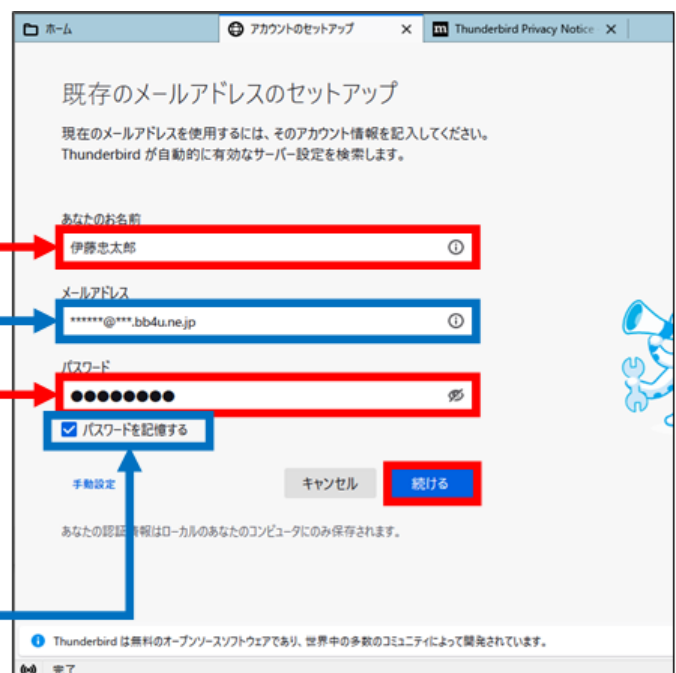 ホーム
アカウントのセットアップ
Thunderbird Privacy Notice
既存のメールアドレスのセットアップ
現在のメールアドレスを使用するには、そのアカウント情報を記入してください。
Thunderbird が自動的に有効なサーバー設定を検索します。
あなたのお名前
伊藤忠太郎
メールアドレス
******@***.bb4u.ne.jp
パスワード
●●●●●●●●
パスワードを記憶する
手動設定
キャンセル
続ける
あなたの認証情報はローカルのあなたのコンピュータにのみ保存されます。
Thunderbird は無料のオープンソースソフトウェアであり、世界中の多数のコミュニティによって開発されています。
完了